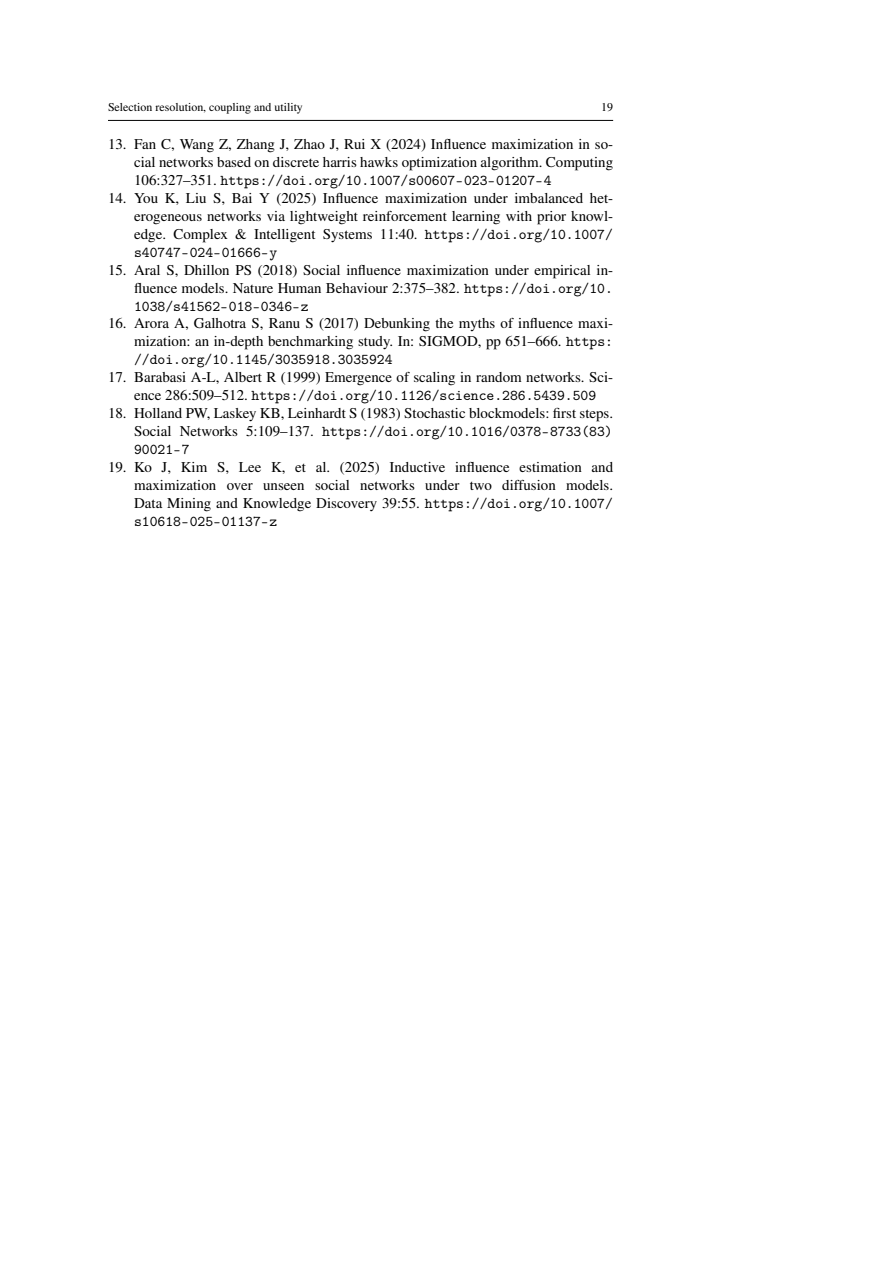 Selection resolution, coupling and utility 19
13. Fan C, Wang Z, Zhang J, Zhao J, Rui X (2024) Influence maximization in so-
cial networks based on discrete harris hawks optimization algorithm. Computing
106:327–351. https://doi.org/10.1007/s00607-023-01207-4
14. You K, Liu S, Bai Y (2025) Influence maximization under imbalanced het-
erogeneous networks via lightweight reinforcement learning with prior knowl-
edge. Complex & Intelligent Systems 11:40. https://doi.org/10.1007/
s40747-024-01666-y
15. Aral S, Dhillon PS (2018) Social influence maximization under empirical in-
fluence models. Nature Human Behaviour 2:375–382. https://doi.org/10.
1038/s41562-018-0346-z
16. Arora A, Galhotra S, Ranu S (2017) Debunking the myths of influence maxi-
mization: an in-depth benchmarking study. In: SIGMOD, pp 651–666. https:
//doi.org/10.1145/3035918.3035924
17. Barabasi A-L, Albert R (1999) Emergence of scaling in random networks. Sci-
ence 286:509–512. https://doi.org/10.1126/science.286.5439.509
18. Holland PW, Laskey KB, Leinhardt S (1983) Stochastic blockmodels: first steps.
Social Networks 5:109–137. https://doi.org/10.1016/0378-8733(83)
90021-7
19. Ko J, Kim S, Lee K, et al. (2025) Inductive influence estimation and
maximization over unseen social networks under two diffusion models.
Data Mining and Knowledge Discovery 39:55. https://doi.org/10.1007/
s10618-025-01137-z